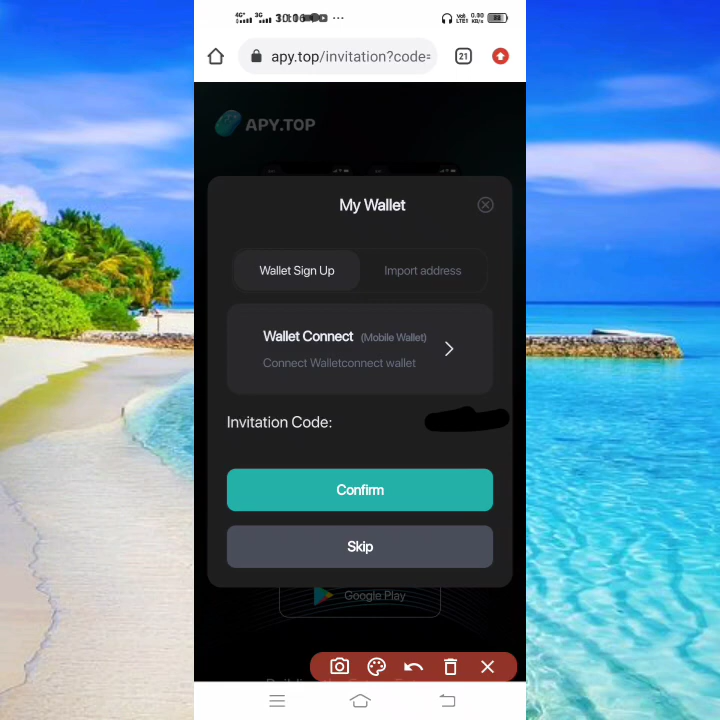 apy.top/invitation?code=
21
APY.TOP
My Wallet
Wallet Sign Up
Import address
Wallet Connect (Mobile Wallet)
Connect Walletconnect wallet
Invitation Code:
Confirm
Skip
Google Play